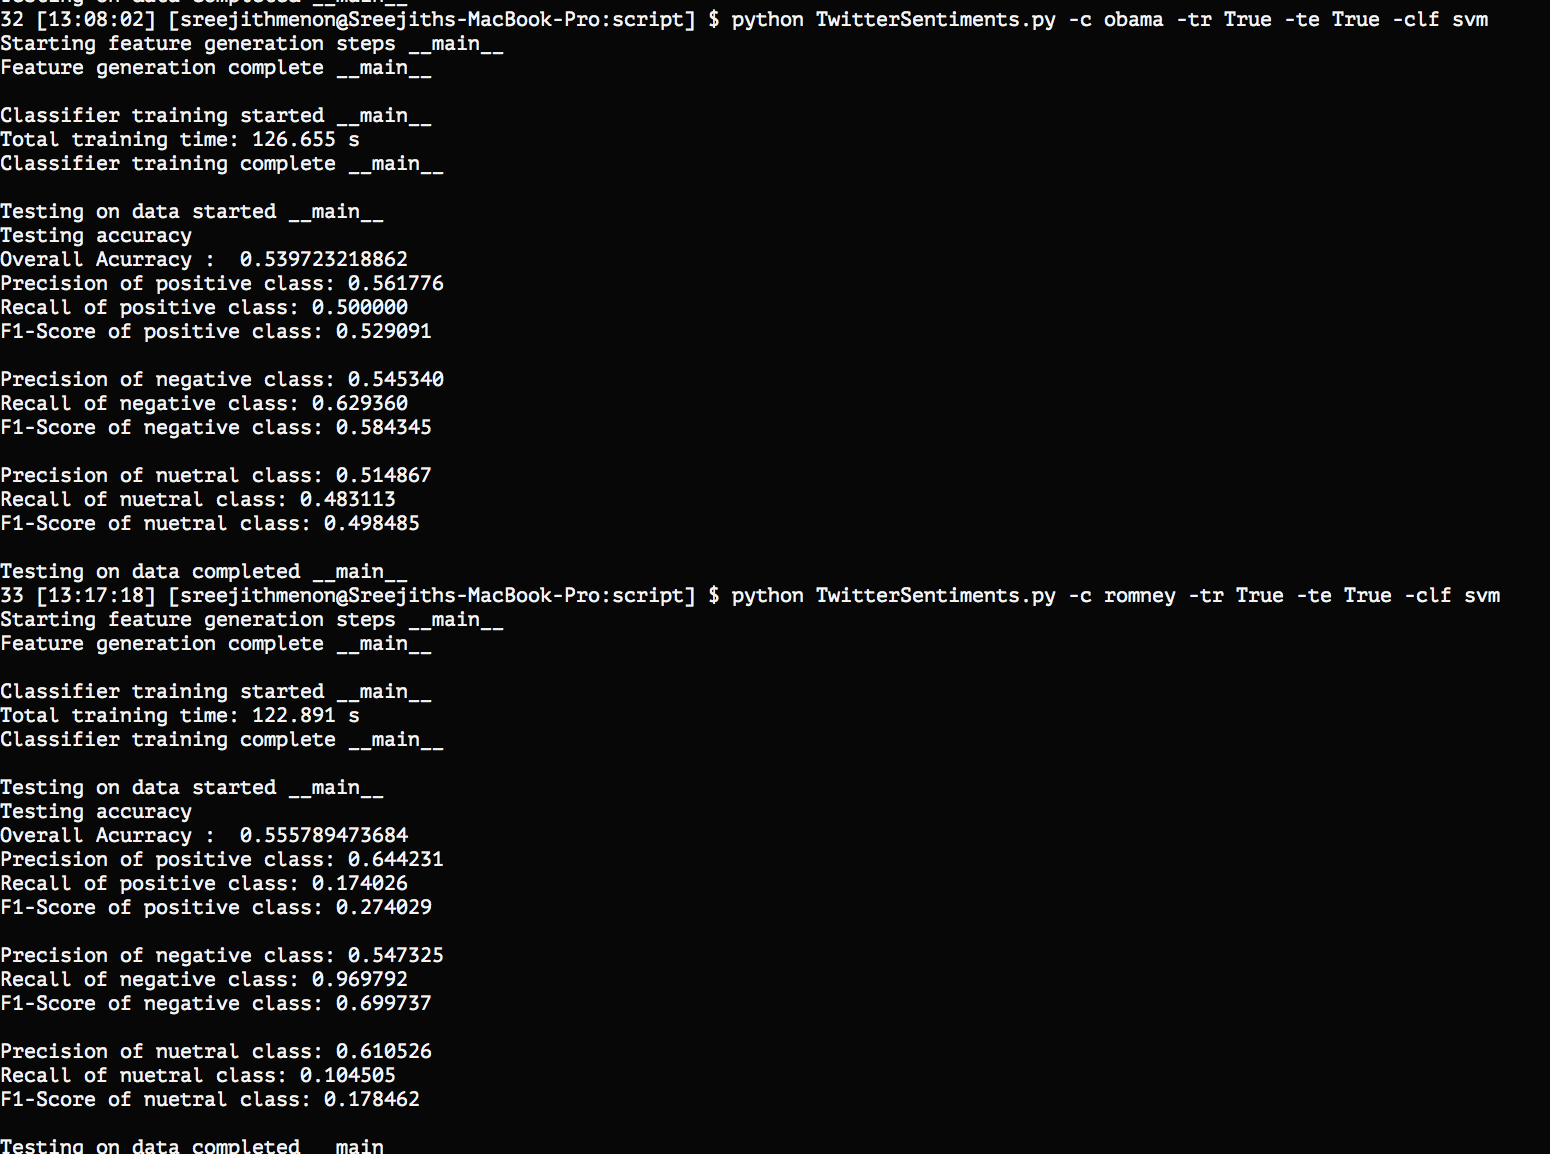 Testing on data completed __main__
32 [13:08:02] [sreejithmenon@Sreejiths-MacBook-Pro:script] $ python TwitterSentiments.py -c obama -tr True -te True -clf svm
Starting feature generation steps __main__
Feature generation complete __main__
Classifier training started __main__
Total training time: 126.655 s
Classifier training complete __main__
Testing on data started __main__
Testing accuracy
Overall Acurracy :  0.539723218862
Precision of positive class: 0.561776
Recall of positive class: 0.500000
F1-Score of positive class: 0.529091
Precision of negative class: 0.545340
Recall of negative class: 0.629360
F1-Score of negative class: 0.584345
Precision of nuetral class: 0.514867
Recall of nuetral class: 0.483113
F1-Score of nuetral class: 0.498485
Testing on data completed __main__
33 [13:17:18] [sreejithmenon@Sreejiths-MacBook-Pro:script] $ python TwitterSentiments.py -c romney -tr True -te True -clf svm
Starting feature generation steps __main__
Feature generation complete __main__
Classifier training started __main__
Total training time: 122.891 s
Classifier training complete __main__
Testing on data started __main__
Testing accuracy
Overall Acurracy :  0.555789473684
Precision of positive class: 0.644231
Recall of positive class: 0.174026
F1-Score of positive class: 0.274029
Precision of negative class: 0.547325
Recall of negative class: 0.969792
F1-Score of negative class: 0.699737
Precision of nuetral class: 0.610526
Recall of nuetral class: 0.104505
F1-Score of nuetral class: 0.178462
Testing on data completed  main